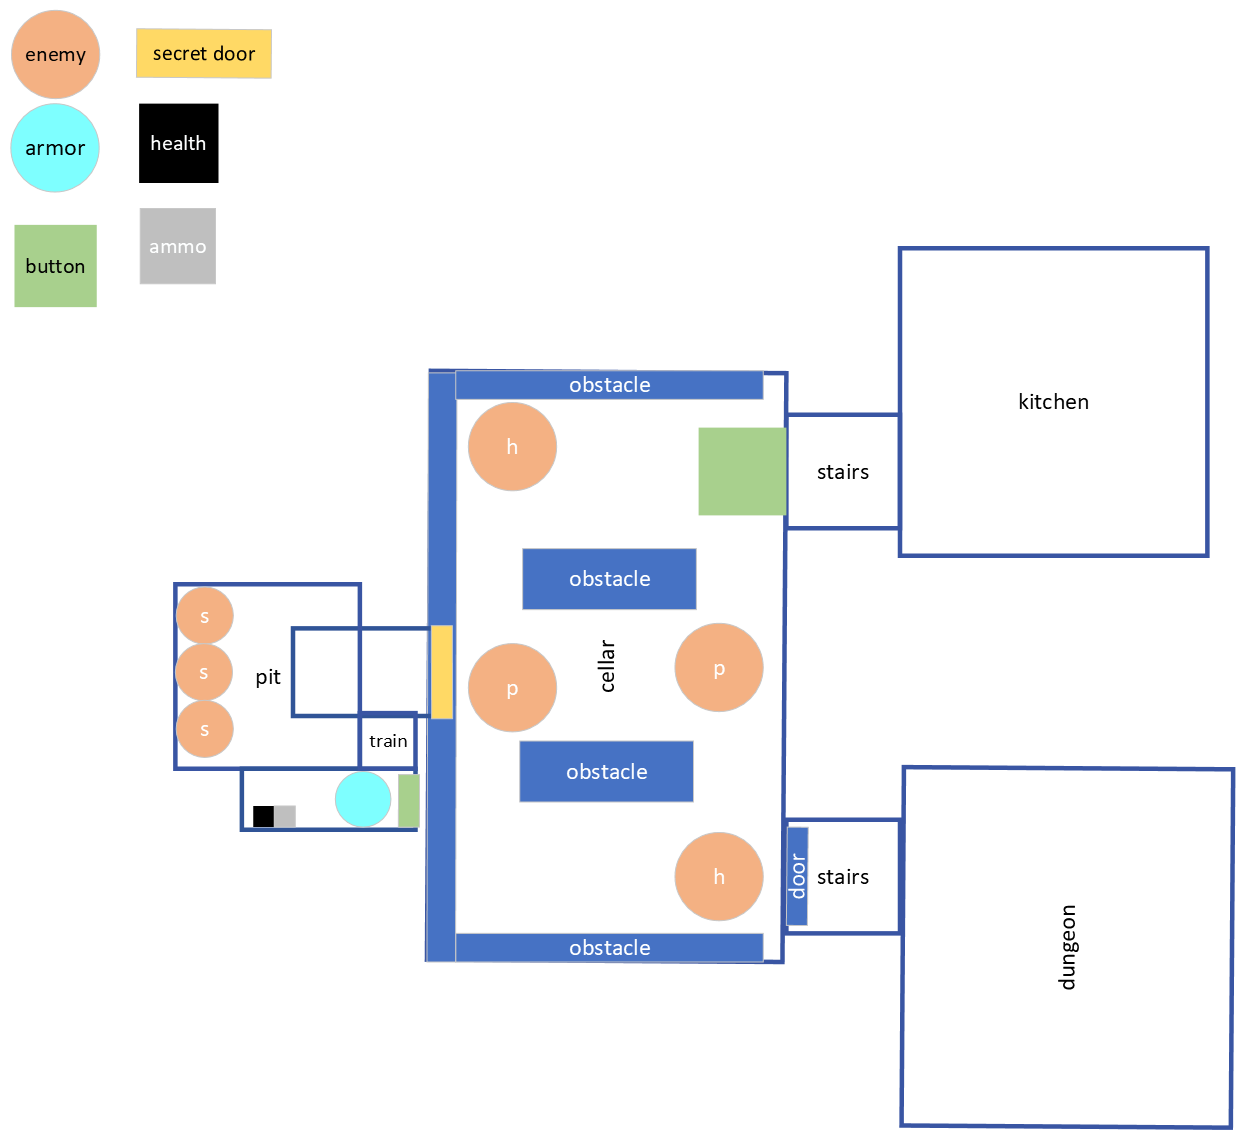 enemy
secret door
armor
health
button
ammo
obstacle
h
kitchen
stairs
obstacle
s
s
s
pit
p
cellar
p
train
obstacle
h
door
stairs
dungeon
obstacle